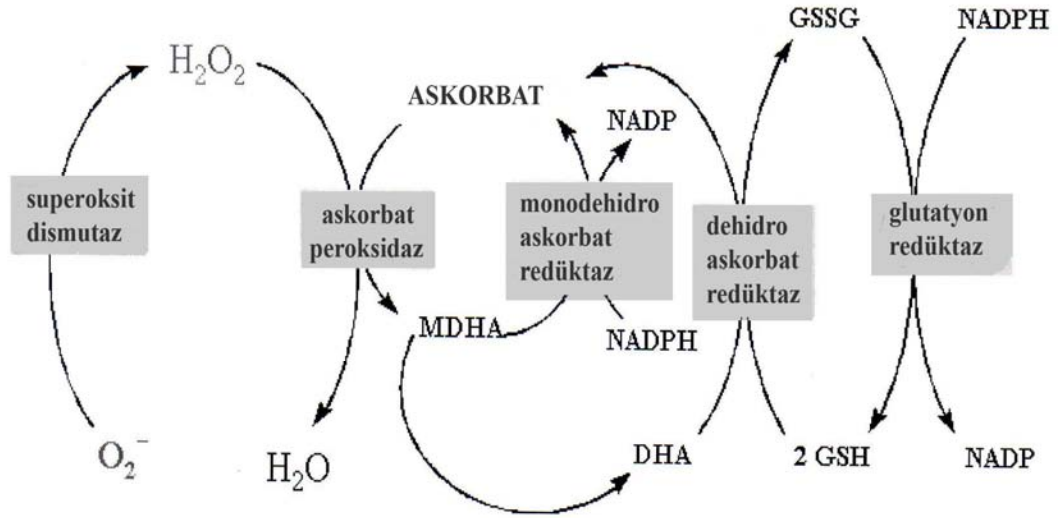 GSSG
NADPH
H₂O₂
ASKORBAT
NADP
superoksit
dismutaz
askorbat
peroksidaz
monodehidro
askorbat
redüktaz
dehidro
askorbat
redüktaz
glutatyon
redüktaz
MDHA
NADPH
O₂⁻
H₂O
DHA
2 GSH
NADP